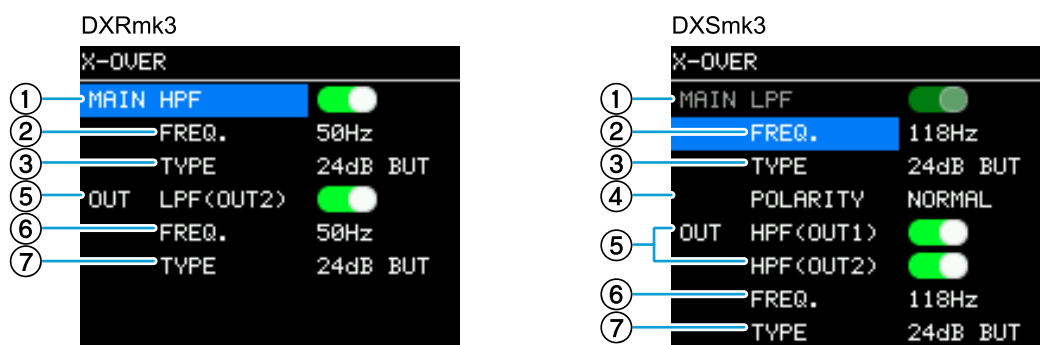 DXRmk3
X-OVER
① MAIN HPF
② FREQ. 50Hz
③ TYPE 24dB BUT
⑤ OUT LPF(OUT2)
⑥ FREQ. 50Hz
⑦ TYPE 24dB BUT
DXSmk3
X-OVER
① MAIN LPF
② FREQ. 118Hz
③ TYPE 24dB BUT
④ POLARITY NORMAL
⑤ OUT HPF(OUT1)
HPF(OUT2)
⑥ FREQ. 118Hz
⑦ TYPE 24dB BUT